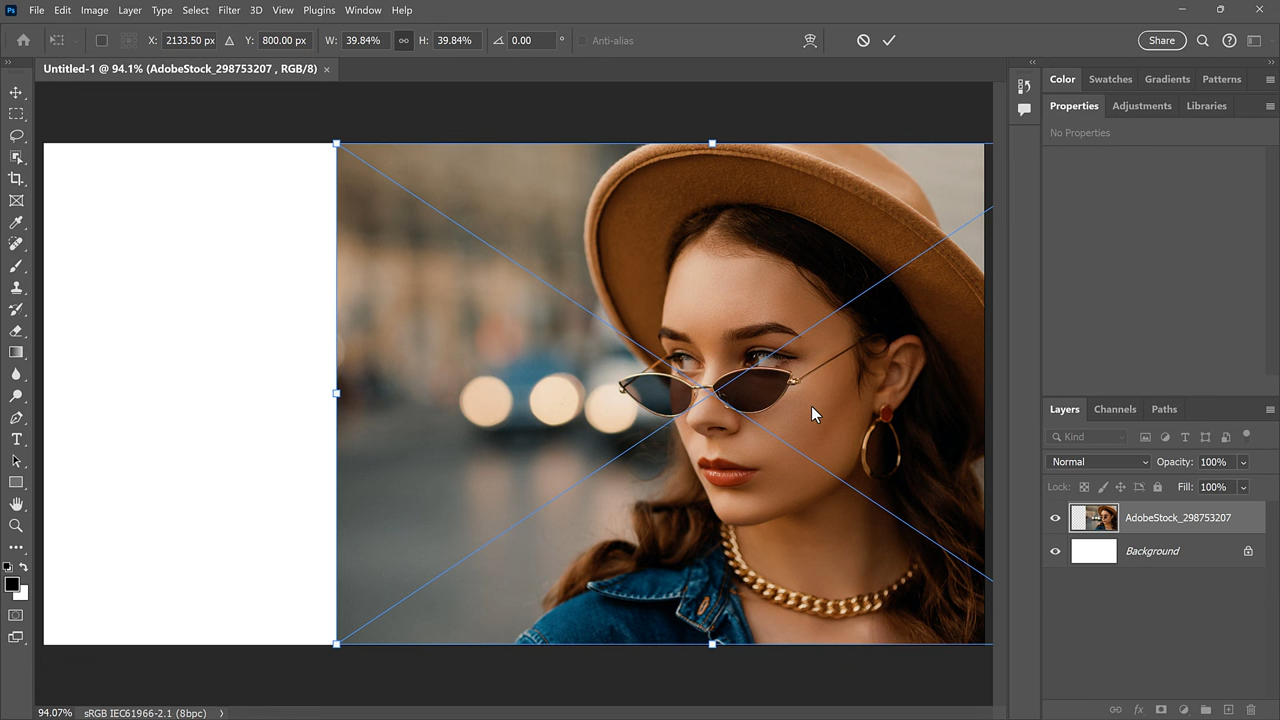 Ps File Edit Image Layer Type Select Filter 3D View Plugins Window Help
X: 2133.50 px Y: 800.00 px W: 39.84% H: 39.84% 0.00 ° Anti-alias Share
Untitled-1 @ 94.1% (AdobeStock_298753207 , RGB/8) ×
Color Swatches Gradients Patterns
Properties Adjustments Libraries
No Properties
Layers Channels Paths
Kind
Normal Opacity: 100%
Lock: Fill: 100%
AdobeStock_298753207
Background
94.07% sRGB IEC61966-2.1 (8bpc)